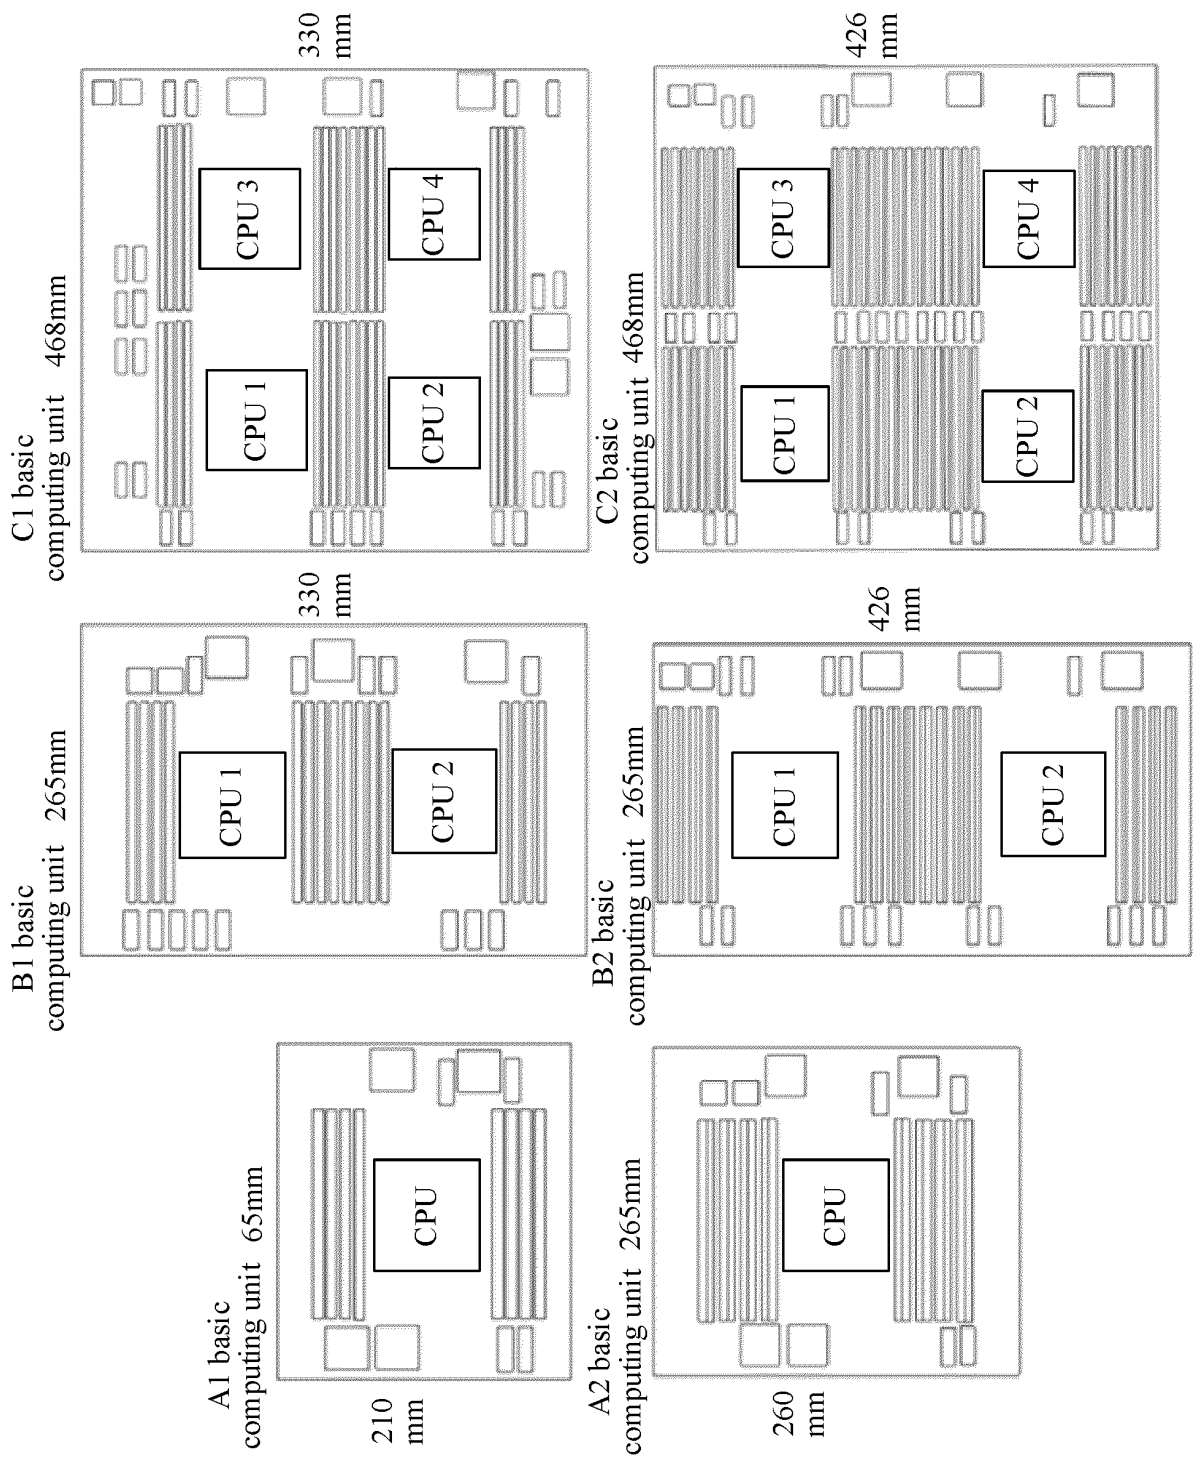 A1 basic
computing unit 65mm
210
mm
CPU
B1 basic
computing unit 265mm
330
mm
CPU 1
CPU 2
C1 basic
computing unit 468mm
330
mm
CPU 1
CPU 3
CPU 2
CPU 4
A2 basic
computing unit 265mm
260
mm
CPU
B2 basic
computing unit 265mm
426
mm
CPU 1
CPU 2
C2 basic
computing unit 468mm
426
mm
CPU 1
CPU 3
CPU 2
CPU 4